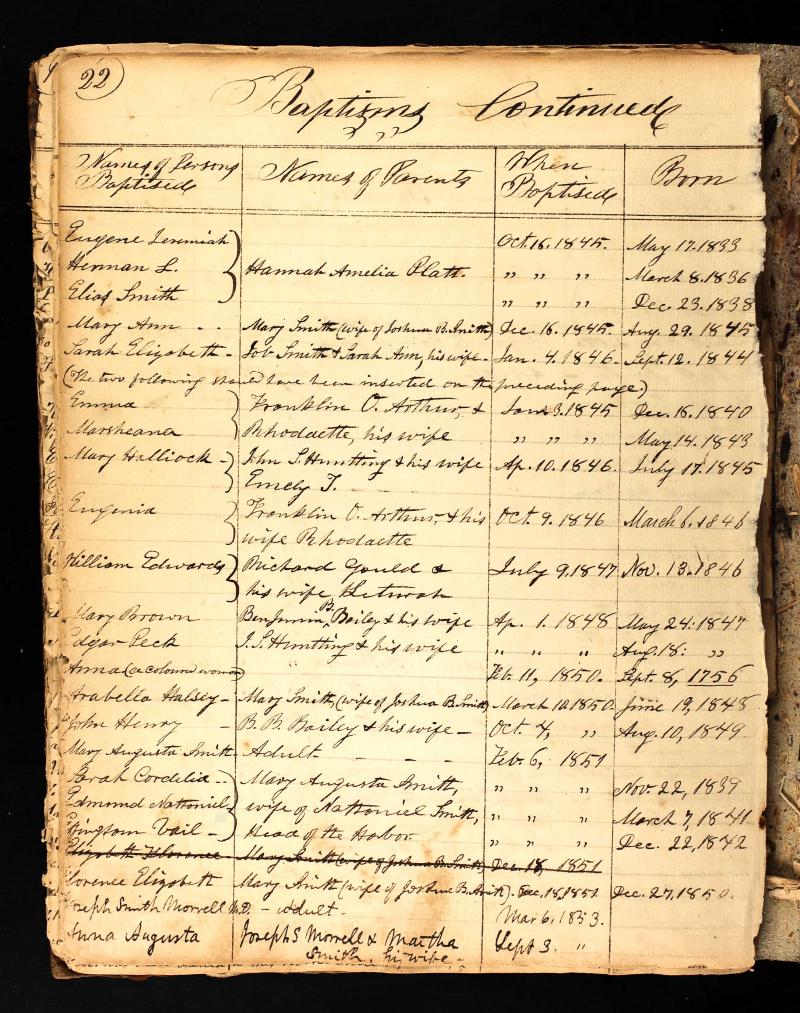 22
Baptisms Continued
Names of Persons Baptised Names of Parents When Baptised Born
Eugene Jeremiah Oct. 16. 1845. May 17. 1833
Herman L. Hannah Amelia Platt. " " " March 8. 1836
Elias Smith " " " Dec. 23. 1838
Mary Ann - - Mary Smith (wife of Joshua B. Smith) Dec. 16. 1845. Aug. 29. 1845
Sarah Elizabeth - Job Smith & Sarah Ann, his wife - Jan. 4. 1846. Sept. 12. 1844
(The two following should have been inserted on the preceding page.)
Emma Franklin O. Arthur, & Jan. 3. 1845 Dec. 16. 1840
Marsheana Rhodaette, his wife " " " May 14. 1843
Mary Halliock - John S. Huntting & his wife Ap. 10. 1846. July 17. 1845
Emely T.
Eugenia Franklin O. Arthur, & his Oct. 9. 1846 March 6. 1846
wife Rhodaette
William Edwards Richard Gould & July 9. 1847 Nov. 13. 1846
his wife,
Mary Brown Benjamin B. Bailey & his wife Ap. 1. 1848 May 24: 1847
Edgar Peck J. S. Huntting & his wife " " " Aug. 18: "
Anna (a coloured woman) Feb. 11, 1850. Sept. 8, 1756
Arabella Halsey - Mary Smith, (wife of Joshua B. Smith) March 10. 1850 June 19, 1848
John Henry - B. B. Bailey & his wife - Oct. 4, " Aug. 10, 1849.
Mary Augusta Smith - Adult - - - Feb. 6, 1851
Sarah Cordelia - Mary Augusta Smith, " " " Nov. 22, 1839
Edmond Nathaniel - wife of Nathaniel Smith, " " " March 7, 1841
Effingham Vail - Head of the Harbor. " " " Dec. 22, 1842
Elizabeth Florence - Mary Smith (wife of Joshua B. Smith) Dec. 18, 1851
Florence Elizabeth Mary Smith (wife of Joshua B. Smith) - Dec. 18, 1851 Dec. 27, 1850.
Joseph Smith Morrell M.D. - Adult - Mar. 6. 1853.
Anna Augusta Joseph S Morrell & Martha Sept 3. "
Smith, his wife -